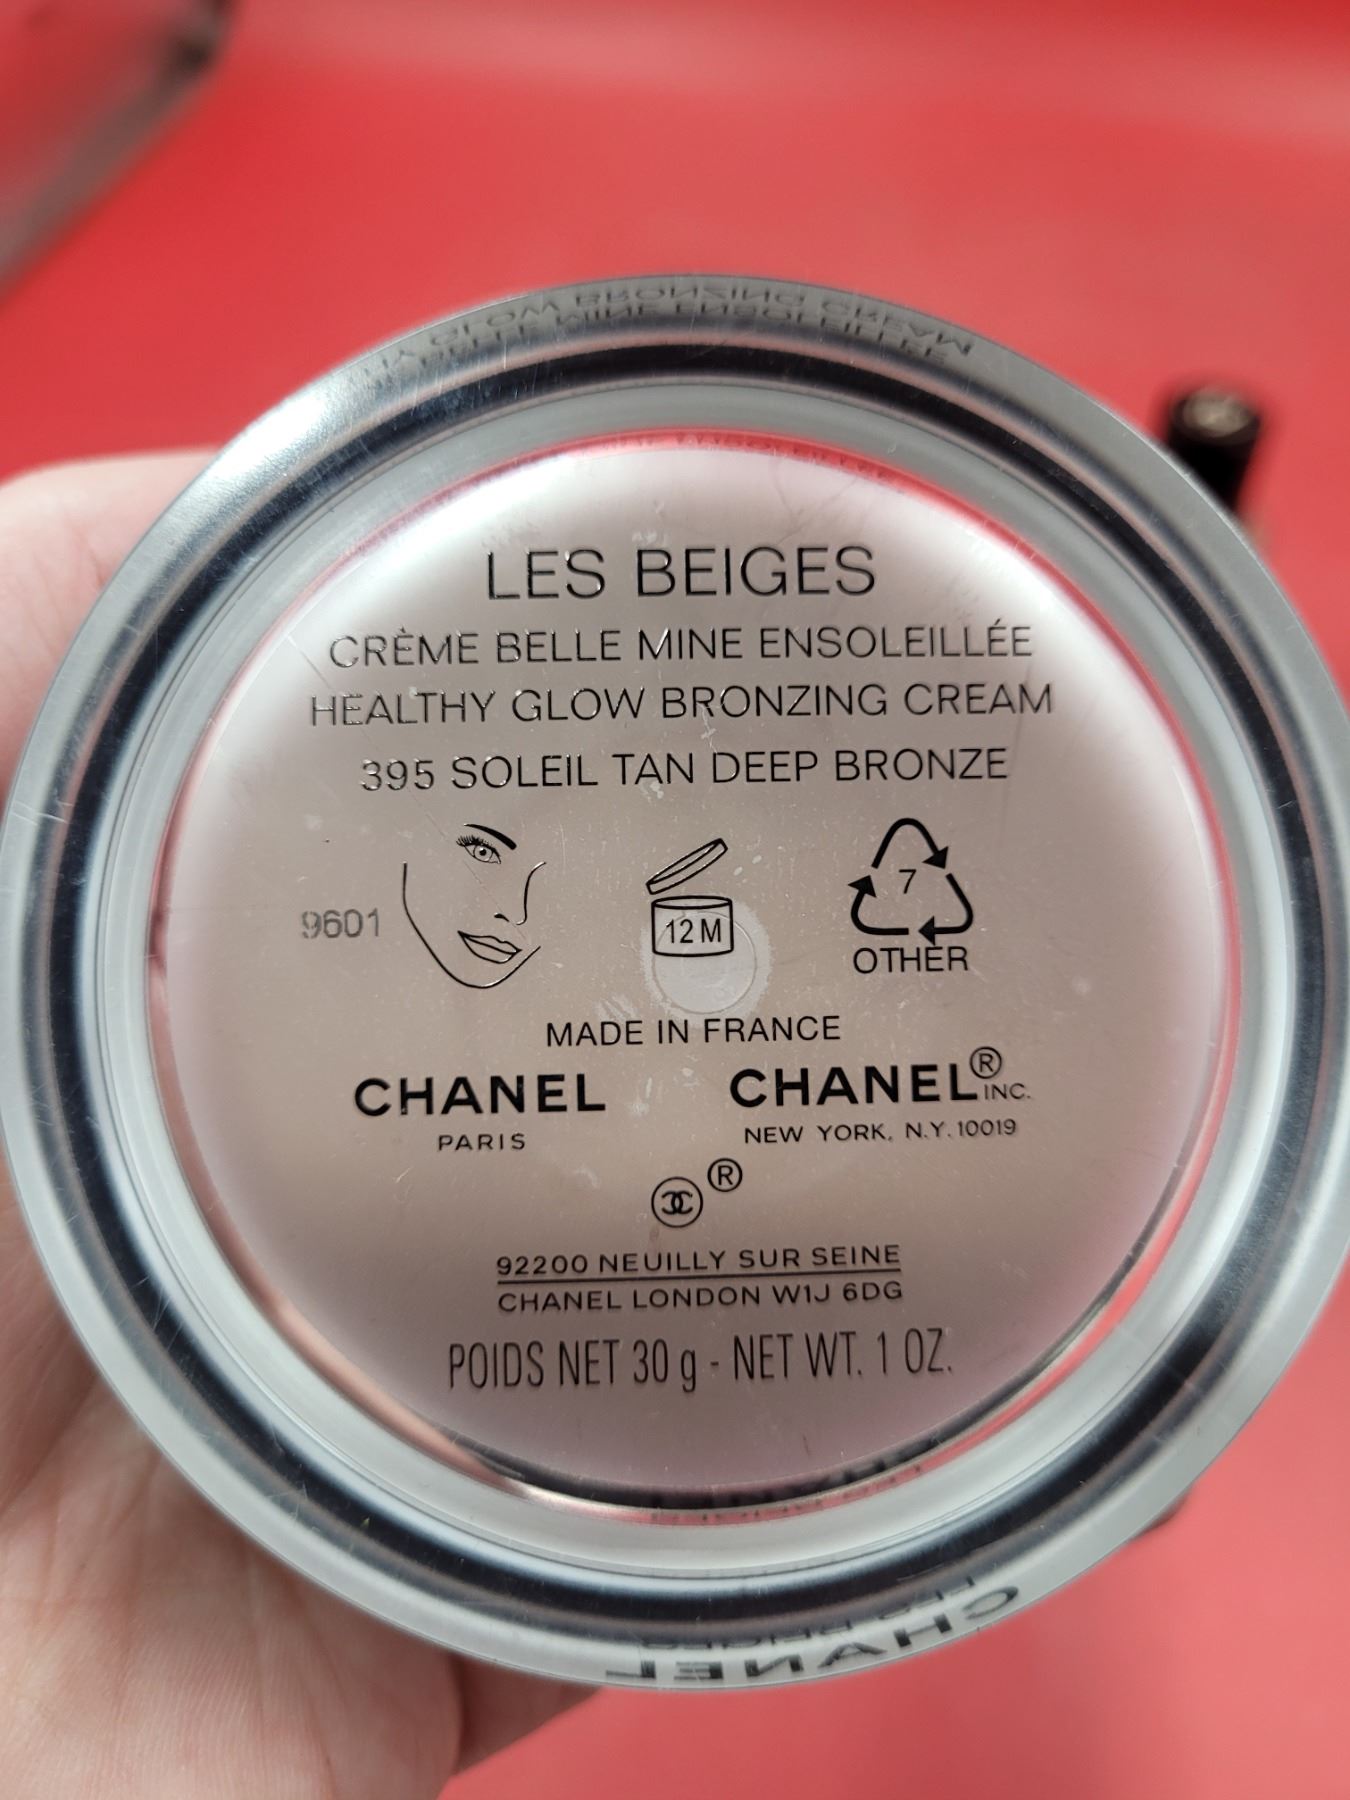 LES BEIGES
CRÈME BELLE MINE ENSOLEILLÉE
HEALTHY GLOW BRONZING CREAM
395 SOLEIL TAN DEEP BRONZE
9601
12 M
7
OTHER
MADE IN FRANCE
CHANEL
PARIS
CHANEL® INC.
NEW YORK, N.Y. 10019
®
92200 NEUILLY SUR SEINE
CHANEL LONDON W1J 6DG
POIDS NET 30 g - NET WT. 1 OZ.
CHANEL